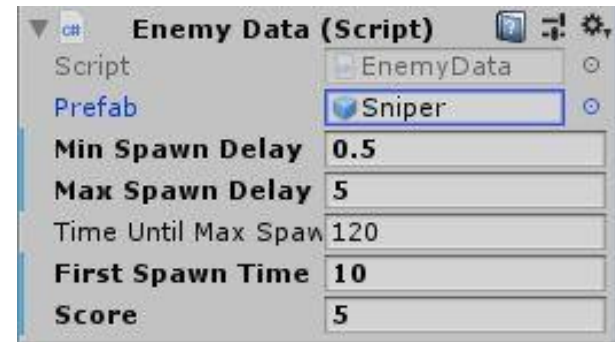 c# Enemy Data (Script)
Script EnemyData
Prefab Sniper
Min Spawn Delay 0.5
Max Spawn Delay 5
Time Until Max Spaw 120
First Spawn Time 10
Score 5